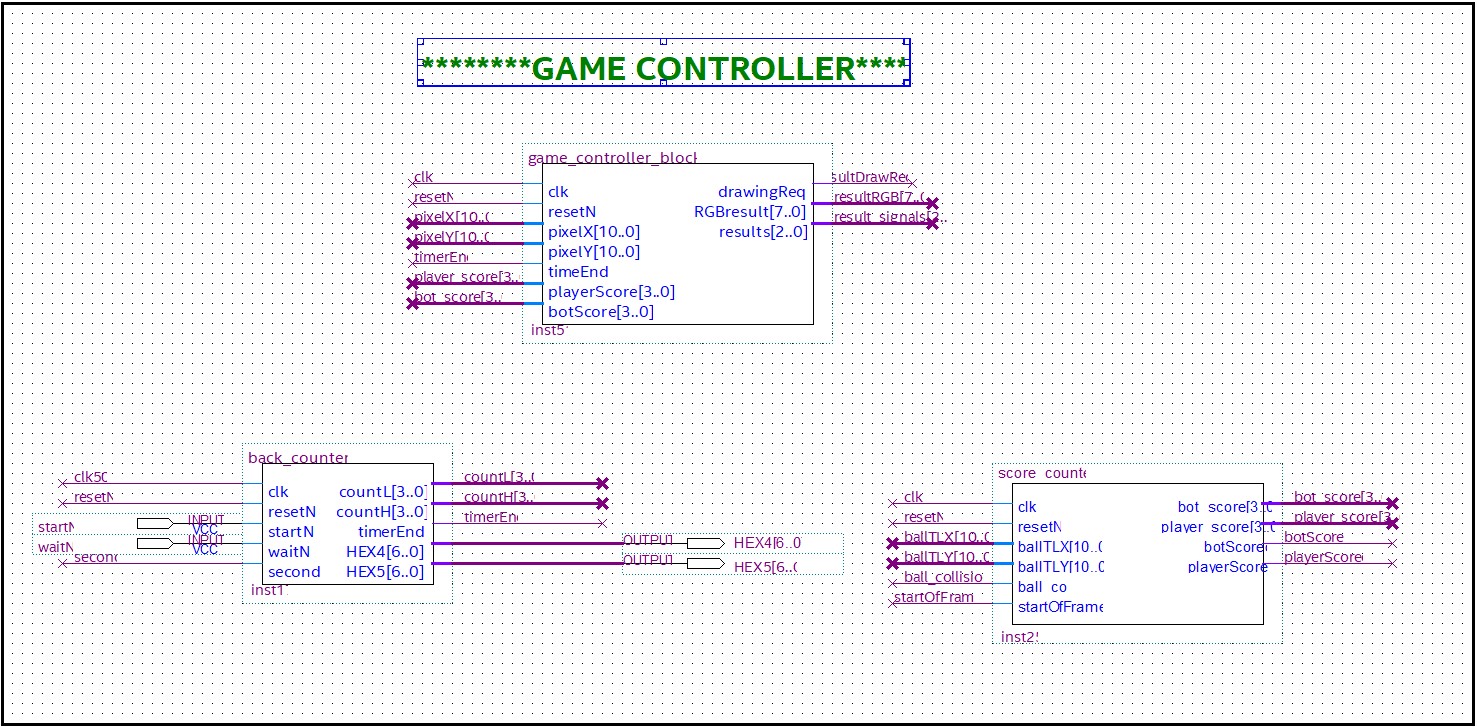 ********GAME CONTROLLER****
game_controller_block
clk
resetN
pixelX[10..0
pixelY[10..0
timerEn
player_score[3..
bot_score[3..
clk
resetN
pixelX[10..0]
pixelY[10..0]
timeEnd
playerScore[3..0]
botScore[3..0]
drawingReq
RGBresult[7..0]
results[2..0]
sultDrawRe
resultRGB[7..0
result_signals[2..
inst5
back_counter
clk50
resetN
startN
waitN
second
INPUT
VCC
INPUT
VCC
clk
resetN
startN
waitN
second
countL[3..0]
countH[3..0]
timerEnd
HEX4[6..0]
HEX5[6..0]
countL[3..0
countH[3..
timerEn
OUTPUT
HEX4[6..0
OUTPUT
HEX5[6..0
inst1
score_counte
clk
resetN
ballTLX[10..0
ballTLY[10..0
ball_collisio
startOfFram
clk
resetN
ballTLX[10..0
ballTLY[10..0
ball_co
startOfFrame
bot_score[3..0
player_score[3..0
botScore
playerScore
bot_score[3..
player_score[3..
botScore
playerScore
inst2